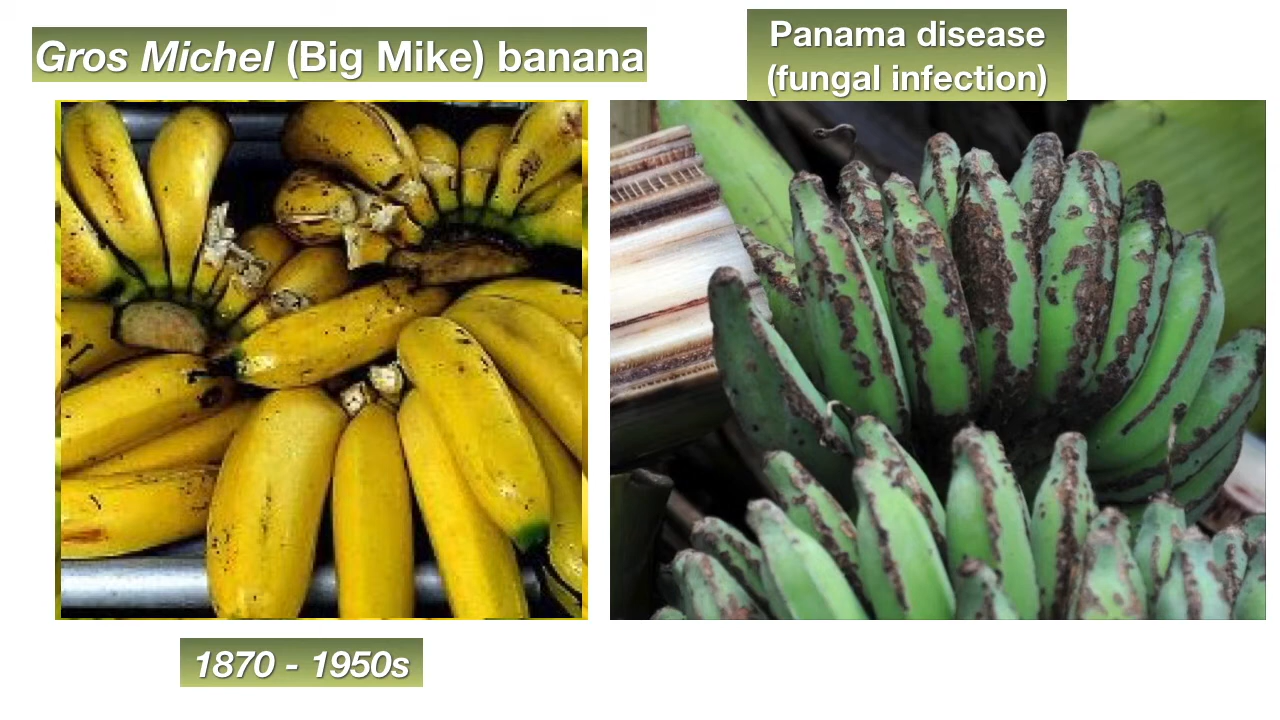 Gros Michel (Big Mike) banana
Panama disease
(fungal infection)
1870 - 1950s